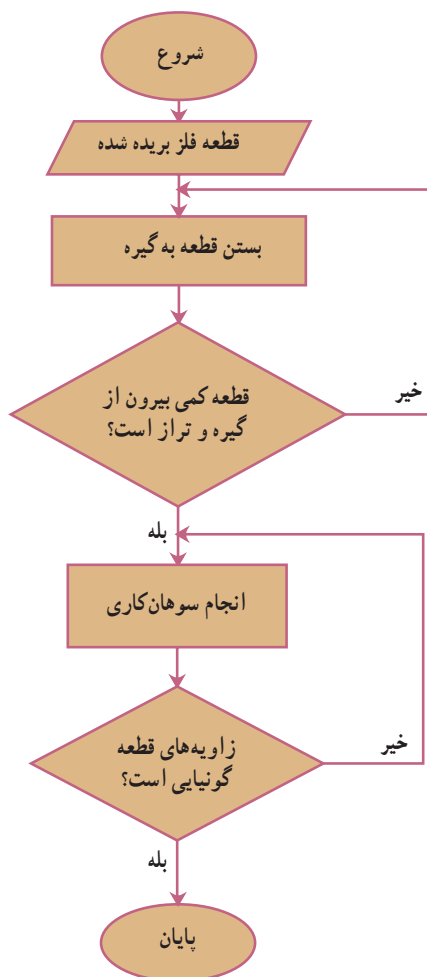 شروع
قطعه فلز بریده شده
بستن قطعه به گیره
قطعه کمی بیرون از
گیره و تراز است؟
خیر
بله
انجام سوهان‌کاری
زاویه‌های قطعه
گونیایی است؟
خیر
بله
پایان